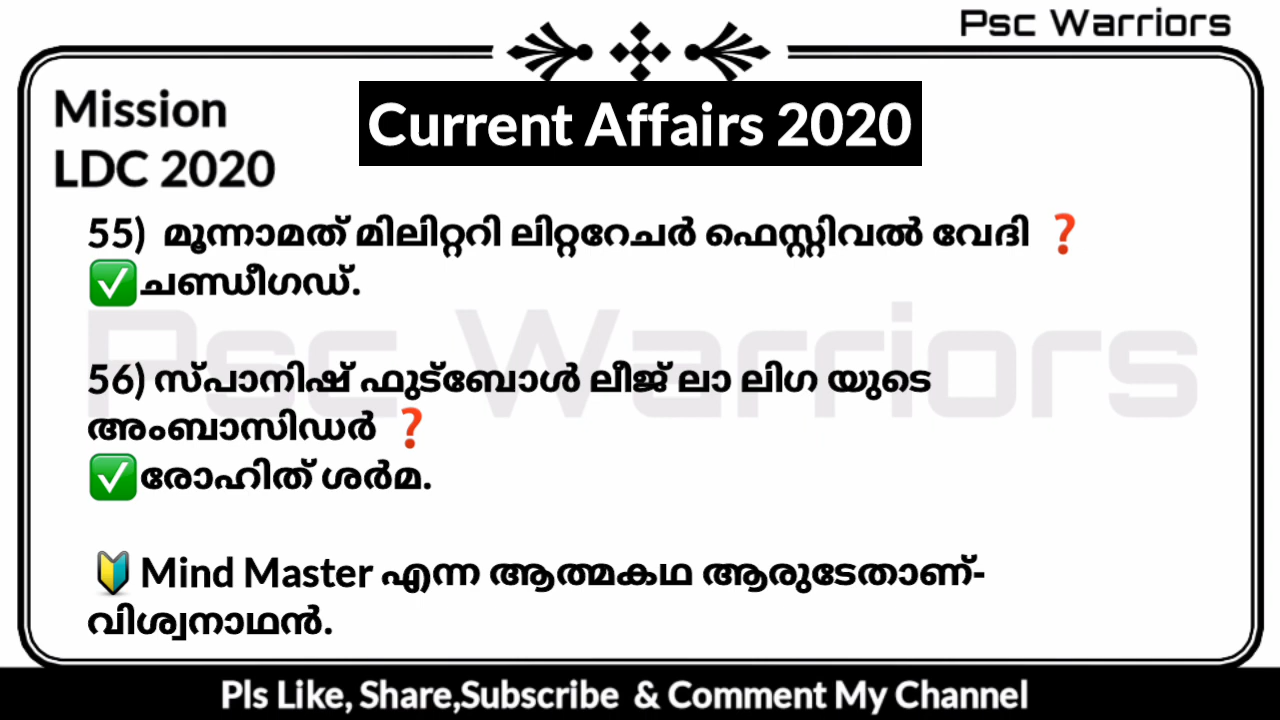 Psc Warriors
Mission
LDC 2020
Current Affairs 2020
55) മൂന്നാമത് മിലിറ്ററി ലിറ്ററേചർ ഫെസ്റ്റിവൽ വേദി ❓
✅ചണ്ഡീഗഡ്.
Psc Warriors
56) സ്പാനിഷ് ഫുട്ബോൾ ലീജ് ലാ ലിഗ യുടെ
അംബാസിഡർ ❓
✅രോഹിത് ശർമ.
🔰Mind Master എന്ന ആത്മകഥ ആരുടേതാണ്-
വിശ്വനാഥൻ.
Pls Like, Share,Subscribe & Comment My Channel